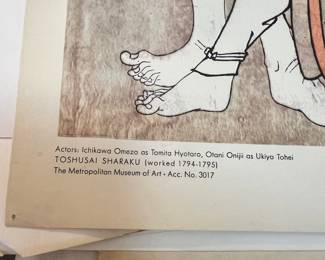 Actors: Ichikawa Omezo as Tomita Hyotaro, Otani Onijii as Ukiyo Tohei
TOSHUSAI SHARAKU (worked 1794-1795)
The Metropolitan Museum of Art • Acc. No. 3017